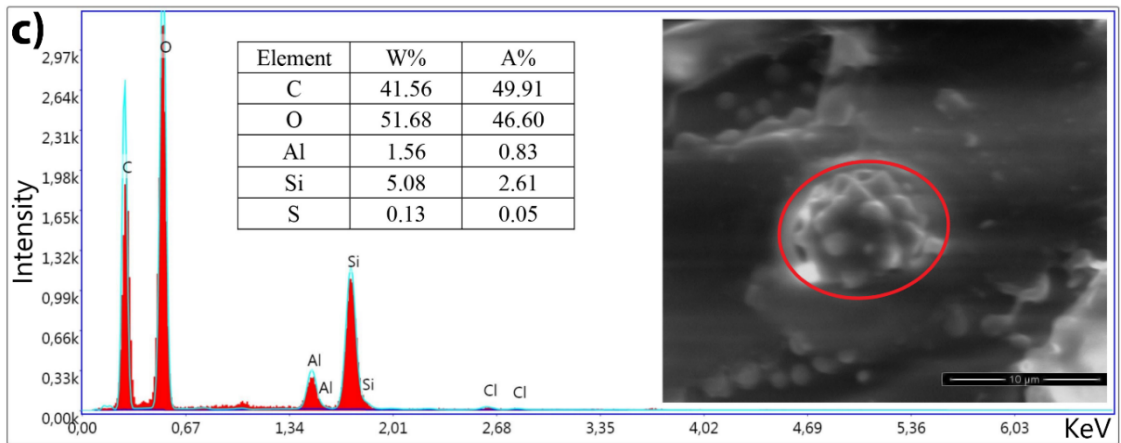 c)
Intensity
2,97k
2,64k
2,31k
1,98k
1,65k
1,32k
0,99k
0,66k
0,33k
0,00k
C
O
Al
Al
Si
Si
Cl
Cl
0,00 0,67 1,34 2,01 2,68 3,35 4,02 4,69 5,36 6,03 KeV
Element W% A%
C 41.56 49.91
O 51.68 46.60
Al 1.56 0.83
Si 5.08 2.61
S 0.13 0.05
10 µm